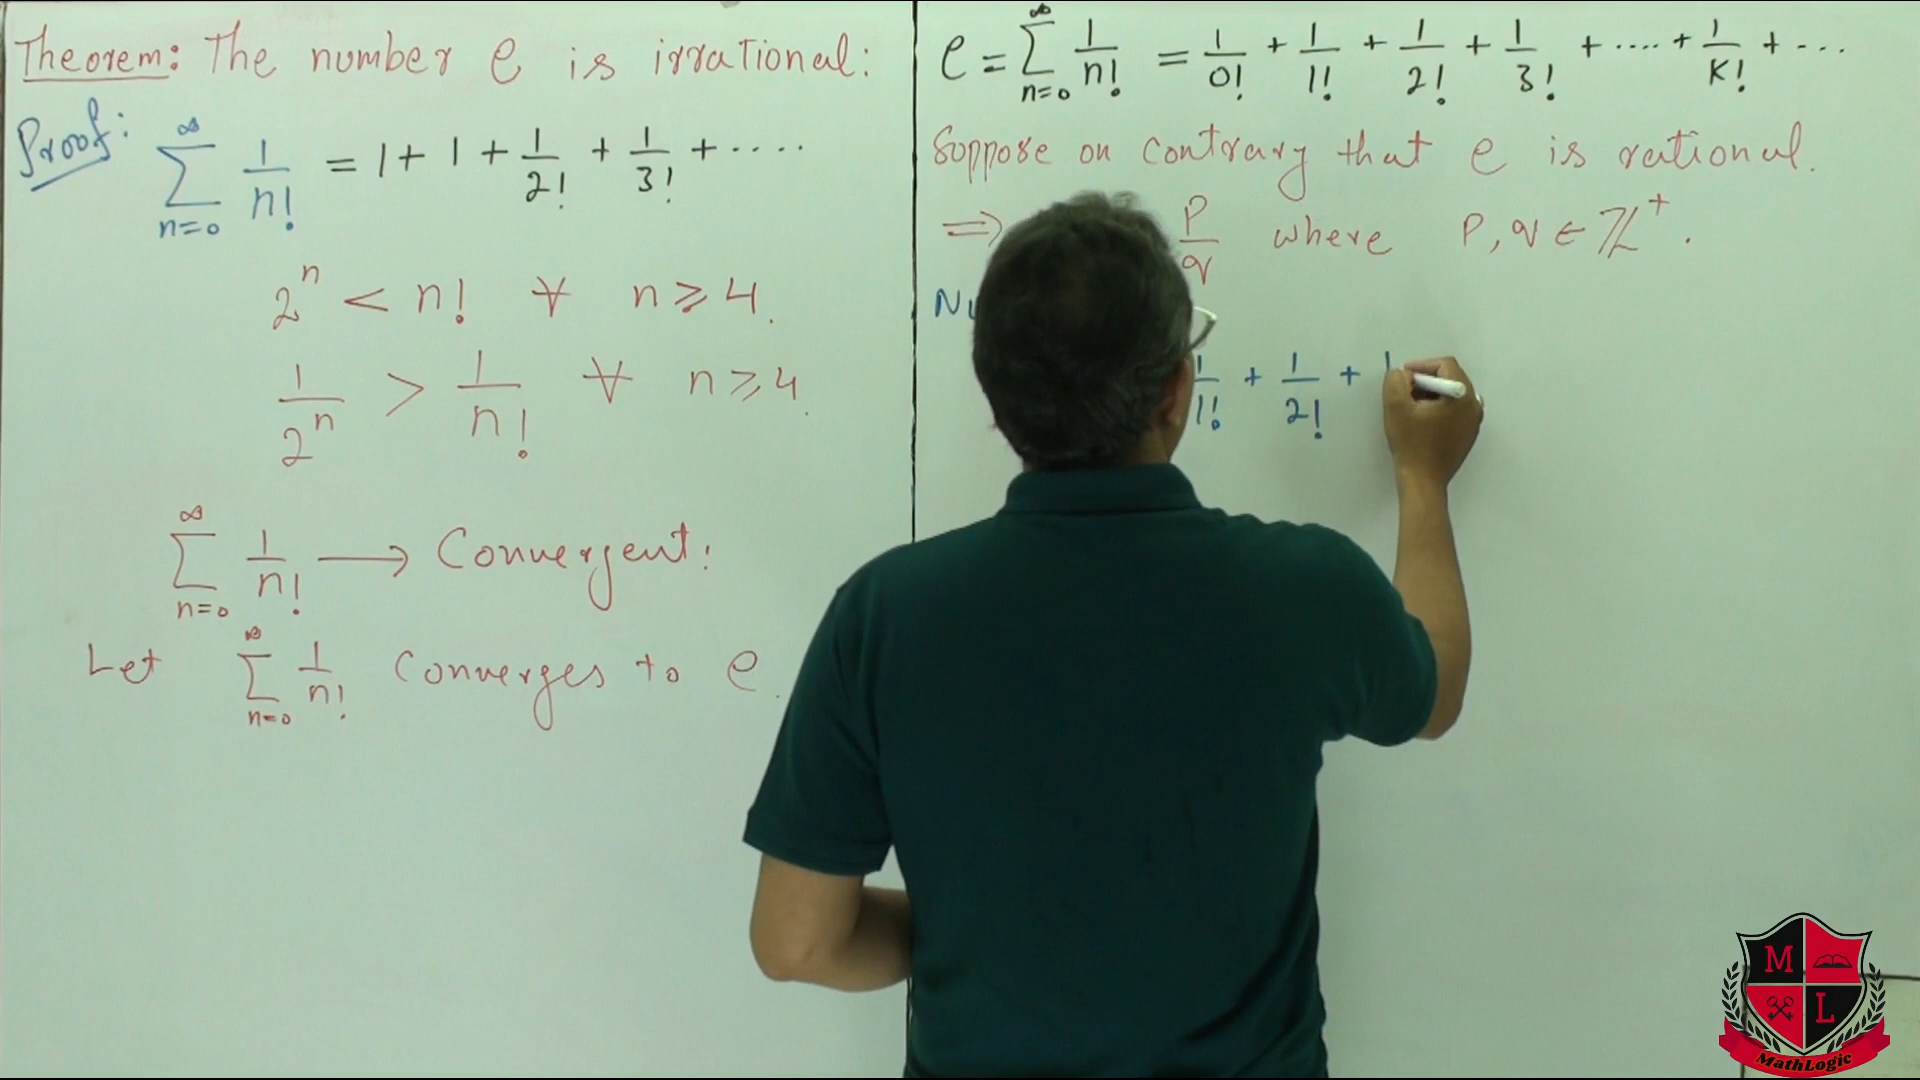 Theorem: The number e is irrational:
Proof: ∞ Σ n=0 1/n! = 1 + 1 + 1/2! + 1/3! + ....
2^n < n! ∀ n ≥ 4.
1/2^n > 1/n! ∀ n ≥ 4.
∞ Σ n=0 1/n! ⟶ Convergent:
Let ∞ Σ n=0 1/n! Converges to e.
e = ∞ Σ n=0 1/n! = 1/0! + 1/1! + 1/2! + 1/3! + .... + 1/K! + ...
Suppose on contrary that e is rational.
⟹ P/q where P, q ∈ ℤ^+.
1/1! + 1/2! + 1
M L
MathLogic